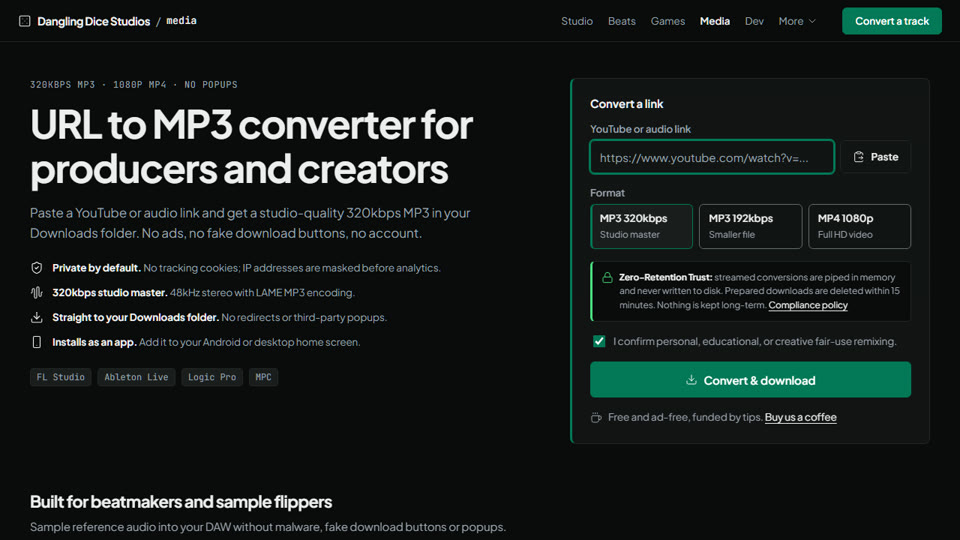 Dangling Dice Studios / media
Studio Beats Games Media Dev More
Convert a track
320KBPS MP3 · 1080P MP4 · NO POPUPS
URL to MP3 converter for
producers and creators
Paste a YouTube or audio link and get a studio-quality 320kbps MP3 in your
Downloads folder. No ads, no fake download buttons, no account.
Private by default. No tracking cookies; IP addresses are masked before analytics.
320kbps studio master. 48kHz stereo with LAME MP3 encoding.
Straight to your Downloads folder. No redirects or third-party popups.
Installs as an app. Add it to your Android or desktop home screen.
FL Studio Ableton Live Logic Pro MPC
Convert a link
YouTube or audio link
https://www.youtube.com/watch?v=...
Paste
Format
MP3 320kbps
Studio master
MP3 192kbps
Smaller file
MP4 1080p
Full HD video
Zero-Retention Trust: streamed conversions are piped in memory
and never written to disk. Prepared downloads are deleted within 15
minutes. Nothing is kept long-term. Compliance policy
I confirm personal, educational, or creative fair-use remixing.
Convert & download
Free and ad-free, funded by tips. Buy us a coffee
Built for beatmakers and sample flippers
Sample reference audio into your DAW without malware, fake download buttons or popups.